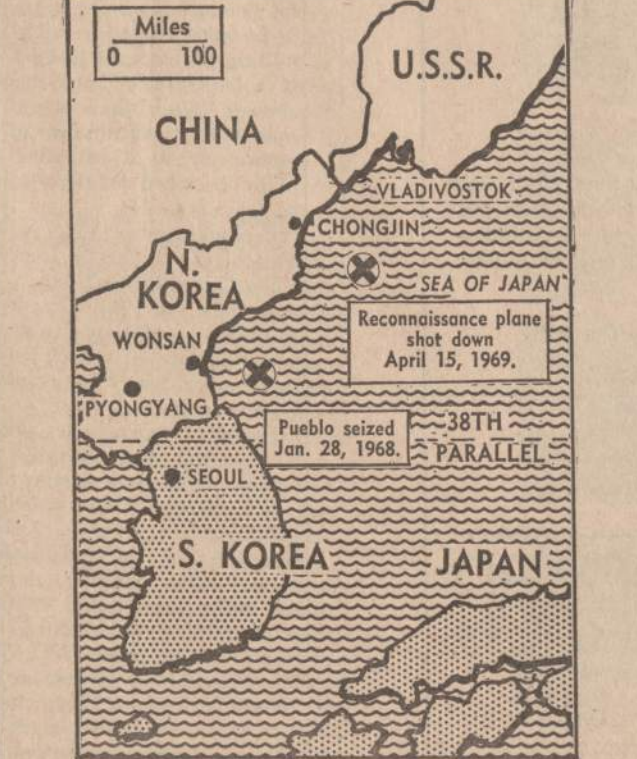 Miles
0 100
U.S.S.R.
CHINA
VLADIVOSTOK
CHONGJIN
N.
KOREA
SEA OF JAPAN
Reconnaissance plane
shot down
April 15, 1969.
WONSAN
PYONGYANG
Pueblo seized
Jan. 28, 1968.
38TH
PARALLEL
SEOUL
S. KOREA
JAPAN